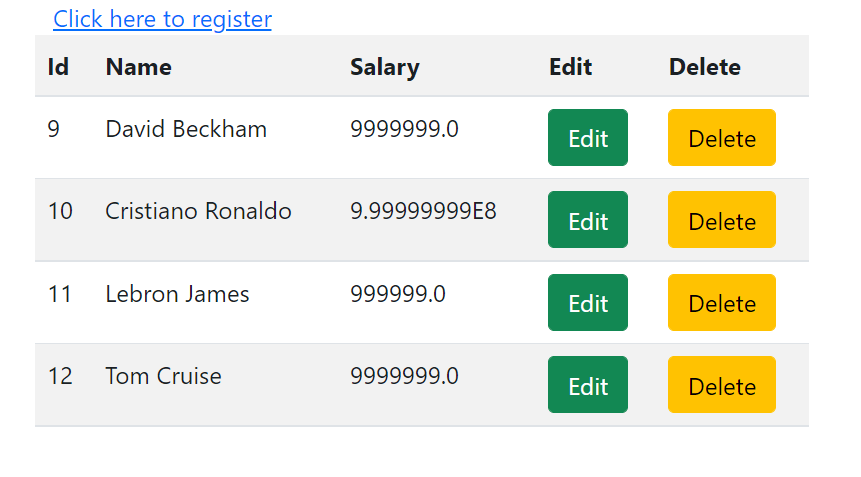 Click here to register
Id Name Salary Edit Delete
9 David Beckham 9999999.0 Edit Delete
10 Cristiano Ronaldo 9.99999999E8 Edit Delete
11 Lebron James 999999.0 Edit Delete
12 Tom Cruise 9999999.0 Edit Delete